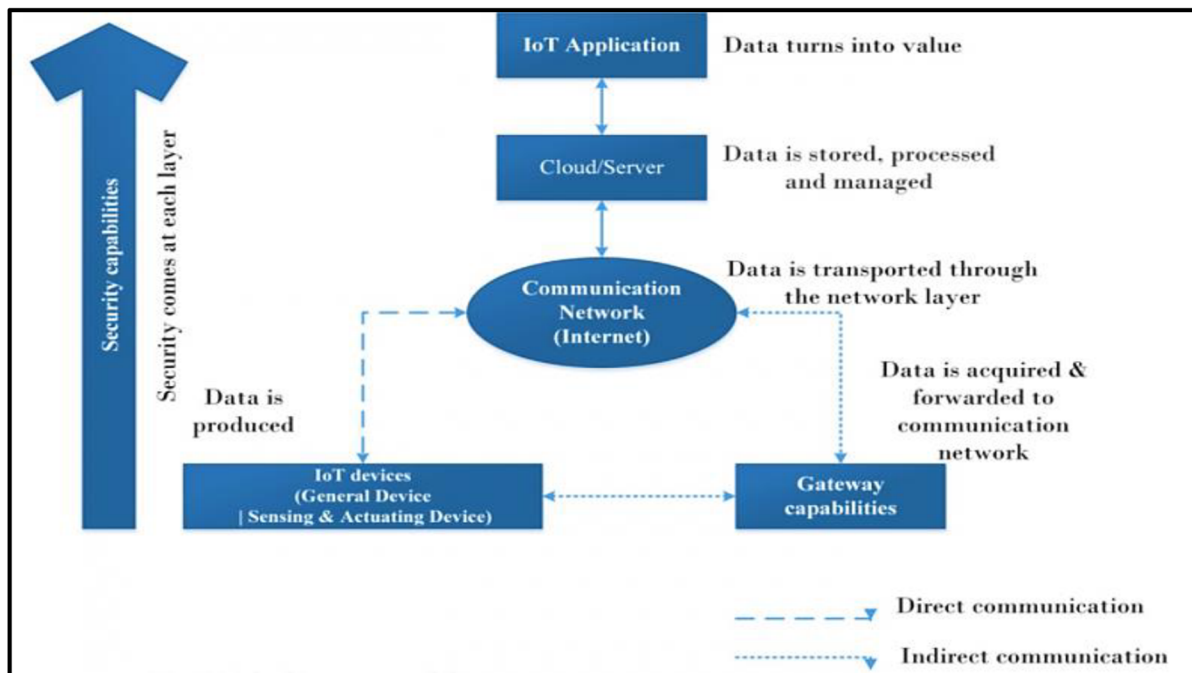 IoT Application
Data turns into value
Cloud/Server
Data is stored, processed
and managed
Communication
Network
(Internet)
Data is transported through
the network layer
Security capabilities
Security comes at each layer
Data is
produced
Data is acquired &
forwarded to
communication
network
IoT devices
(General Device
| Sensing & Actuating Device)
Gateway
capabilities
Direct communication
Indirect communication